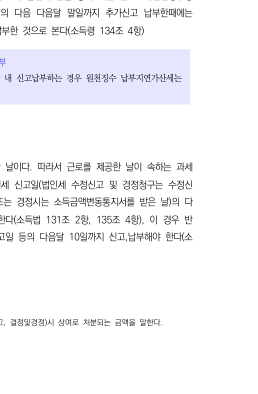 의 다음 다음달 말일까지 추가신고 납부한때에는
납부한 것으로 본다(소득령 134조 4항)
부
내 신고납부하는 경우 원천징수 납부지연가산세는
날이다. 따라서 근로를 제공한 날이 속하는 과세
세 신고일(법인세 수정신고 및 경정청구는 수정신
또는 경정시는 소득금액변동통지서를 받은 날)의 다
한다(소득법 131조 2항, 135조 4항), 이 경우 반
고일 등의 다음달 10일까지 신고,납부해야 한다(소
고, 결정및경정)시 상여로 처분되는 금액을 말한다.